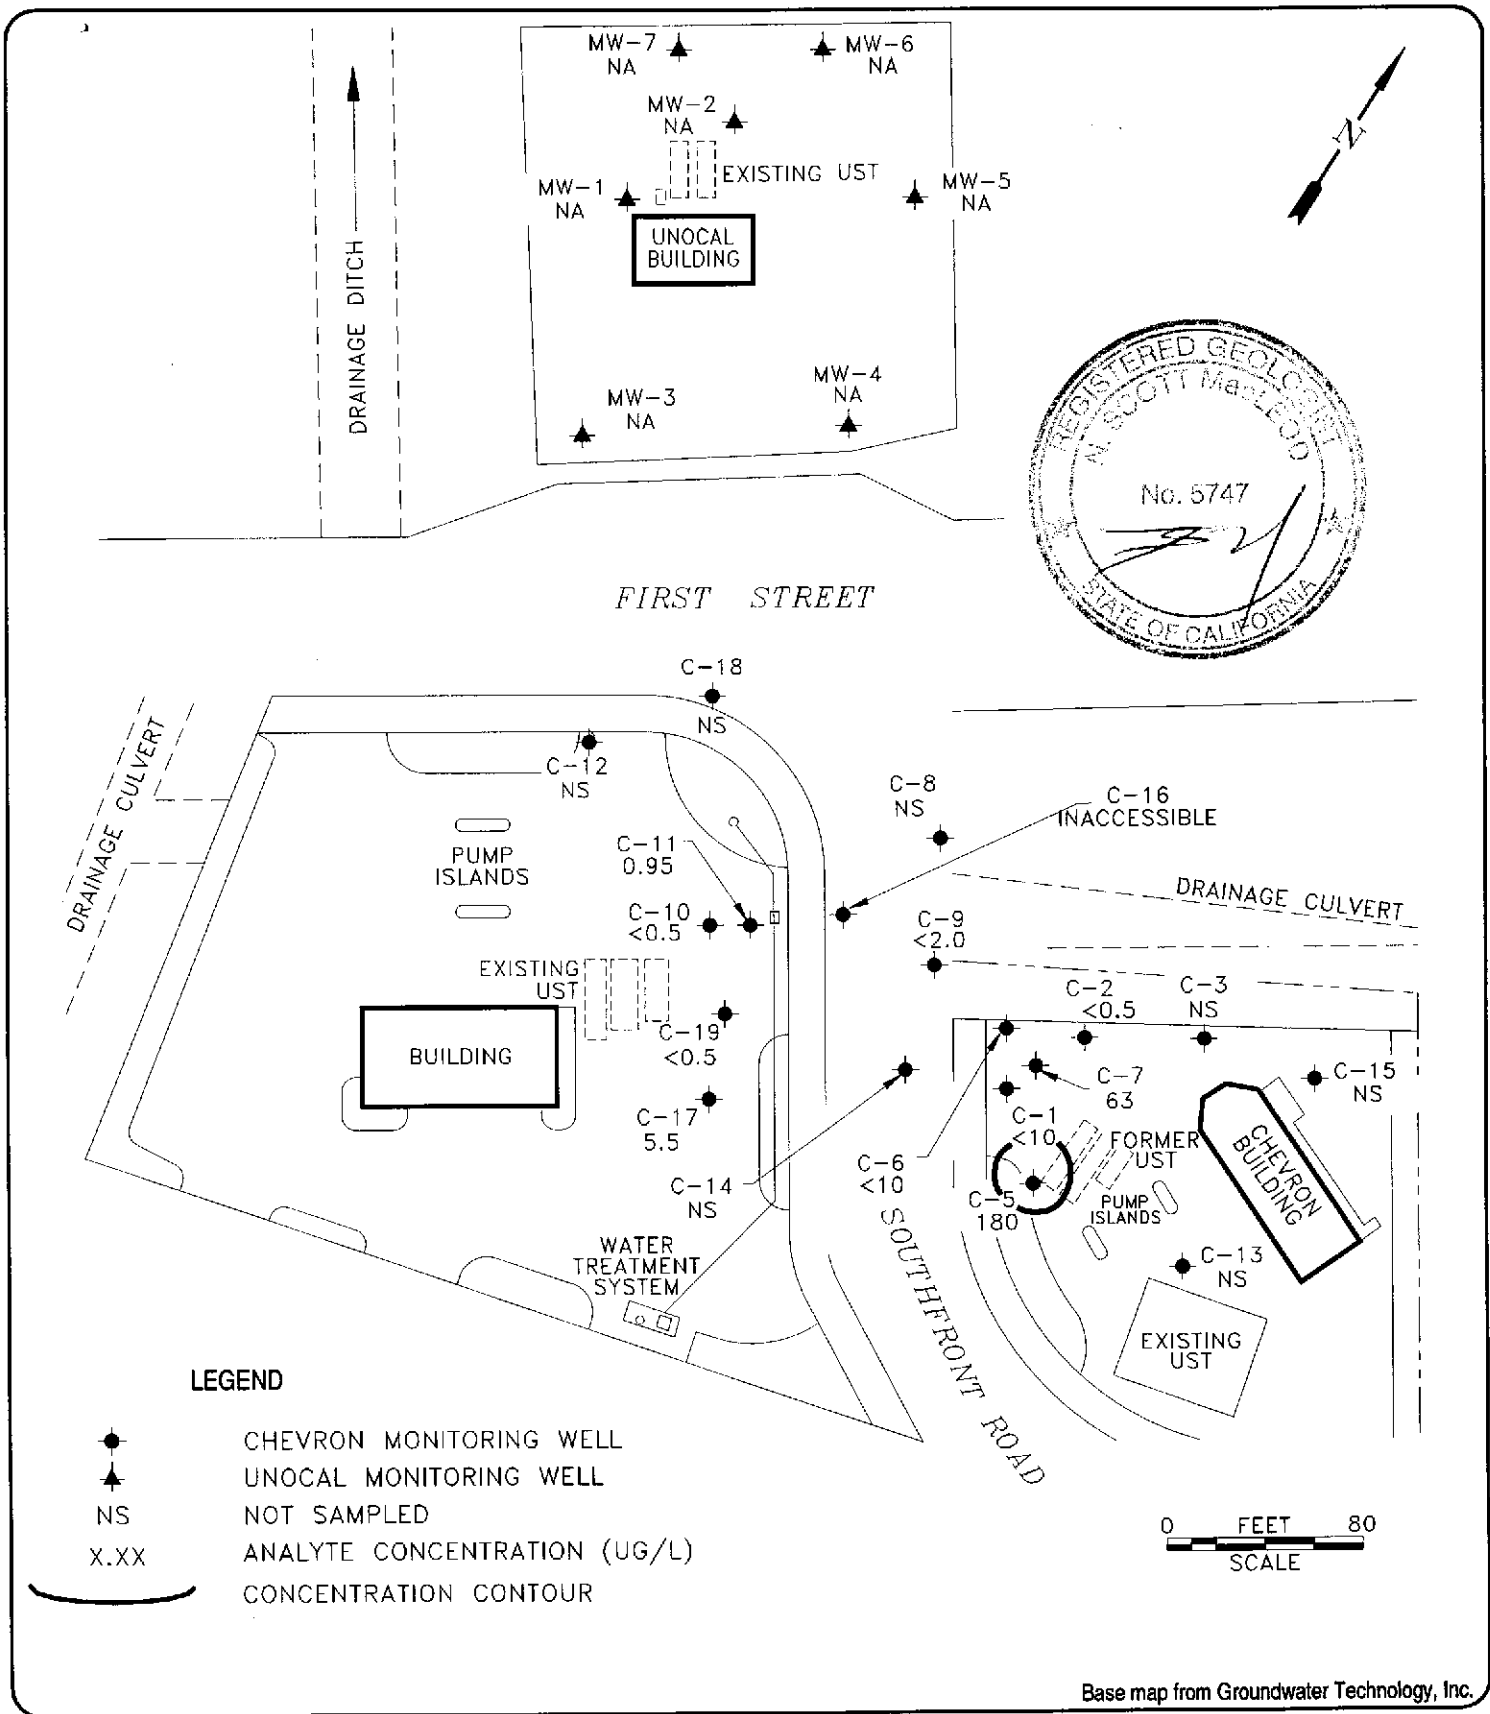 MW-7
NA
MW-6
NA
MW-2
NA
EXISTING UST
MW-1
NA
MW-5
NA
UNOCAL
BUILDING
N
DRAINAGE DITCH
MW-3
NA
MW-4
NA
REGISTERED GEOLOGIST
N. SCOTT MacLEOD
No. 5747
STATE OF CALIFORNIA
FIRST STREET
C-18
NS
C-12
NS
DRAINAGE CULVERT
C-8
NS
C-16
INACCESSIBLE
PUMP
ISLANDS
C-11
0.95
C-10
<0.5
C-9
<2.0
DRAINAGE CULVERT
EXISTING
UST
C-2
<0.5
C-3
NS
C-19
<0.5
BUILDING
C-7
63
C-15
NS
C-17
5.5
C-1
<10
FORMER
UST
CHEVRON
BUILDING
C-6
<10
C-14
NS
C-5
180
PUMP
ISLANDS
C-13
NS
WATER
TREATMENT
SYSTEM
SOUTHFRONT ROAD
EXISTING
UST
LEGEND
CHEVRON MONITORING WELL
UNOCAL MONITORING WELL
NS NOT SAMPLED
X.XX ANALYTE CONCENTRATION (UG/L)
CONCENTRATION CONTOUR
0 FEET 80
SCALE
Base map from Groundwater Technology, Inc.